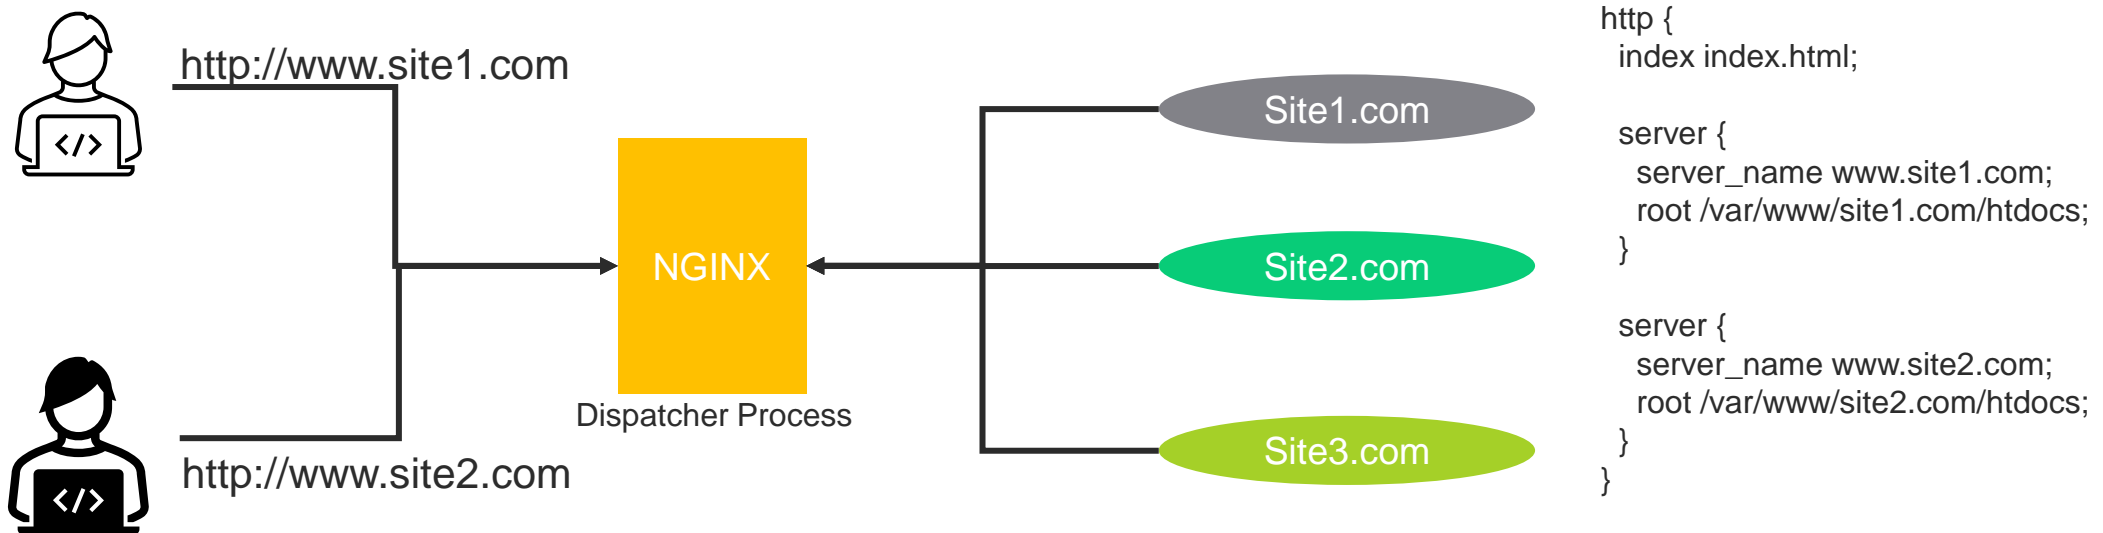 http://www.site1.com
</>
http://www.site2.com
</>
NGINX
Dispatcher Process
Site1.com
Site2.com
Site3.com
http {
index index.html;
server {
server_name www.site1.com;
root /var/www/site1.com/htdocs;
}
server {
server_name www.site2.com;
root /var/www/site2.com/htdocs;
}
}